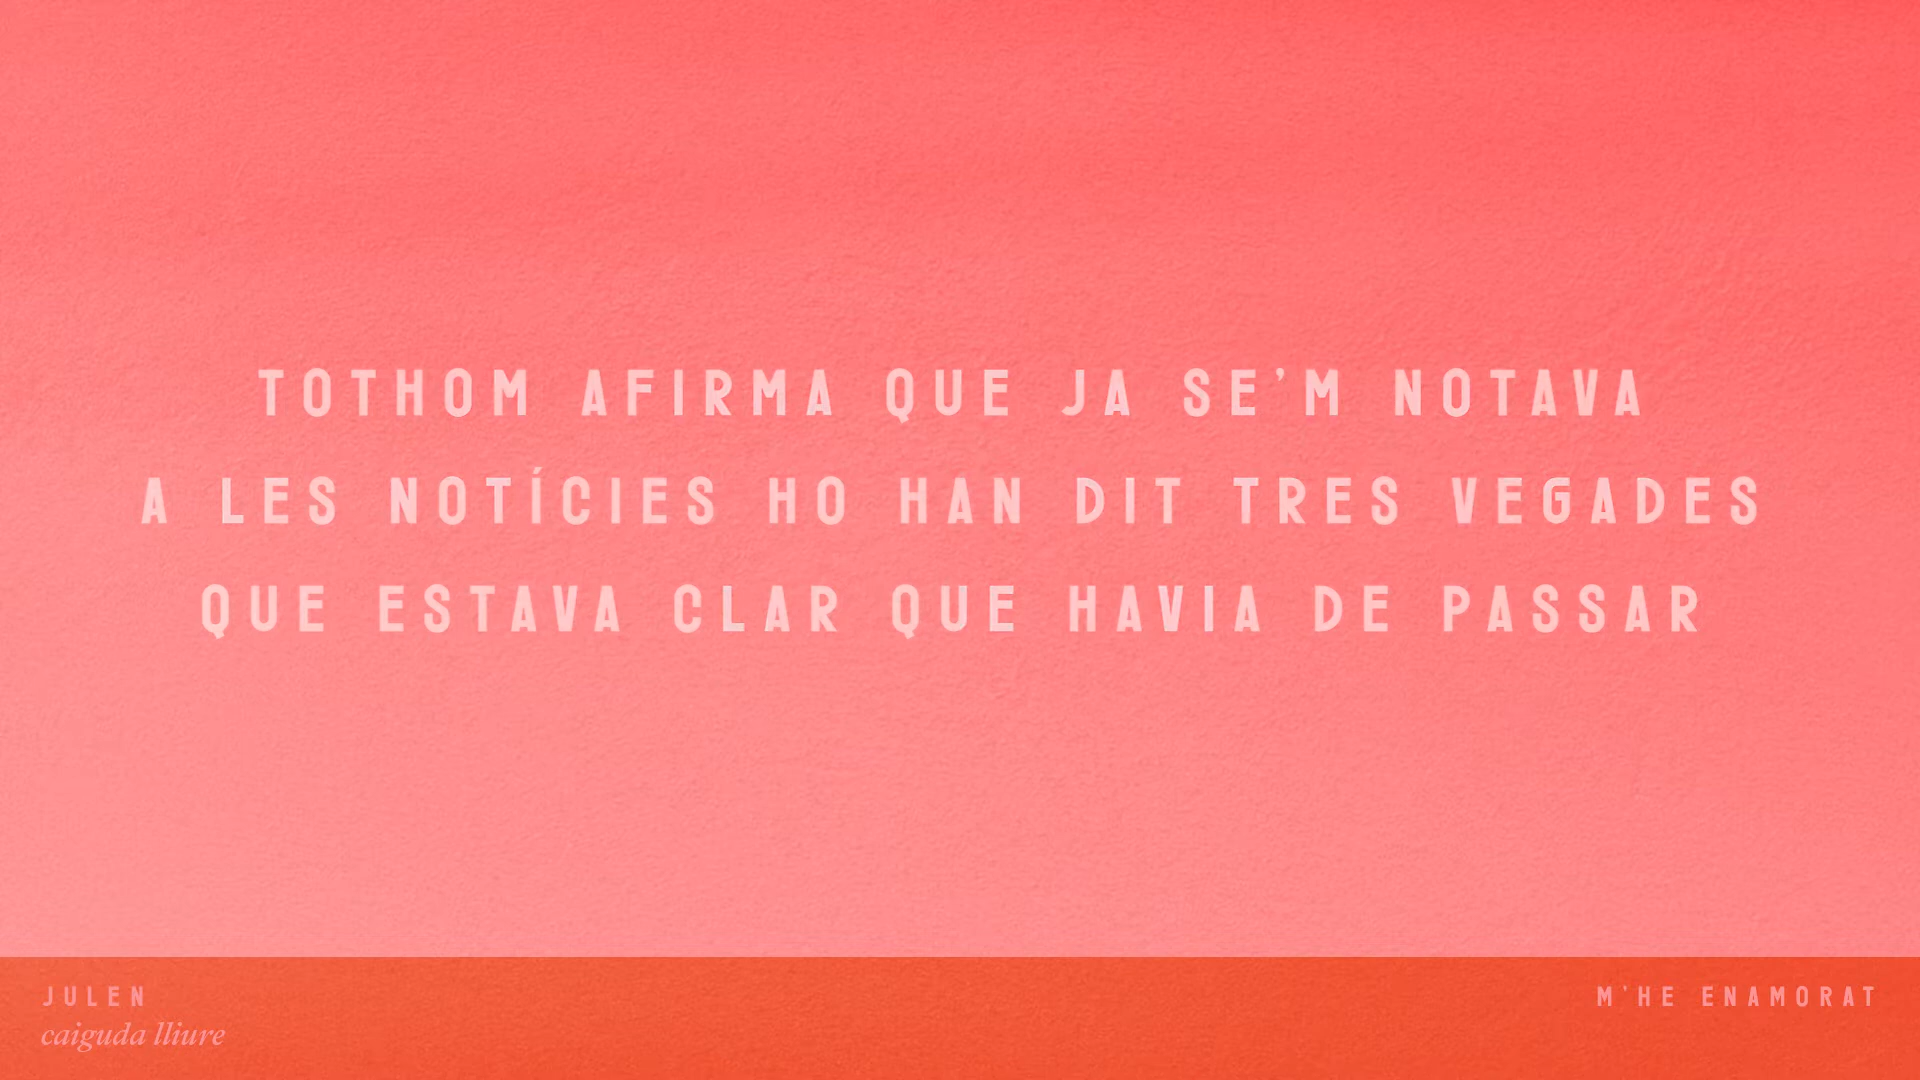 TOTHOM AFIRMA QUE JA SE'M NOTAVA
A LES NOTÍCIES HO HAN DIT TRES VEGADES
QUE ESTAVA CLAR QUE HAVIA DE PASSAR
JULEN
caiguda lliure
M'HE ENAMORAT